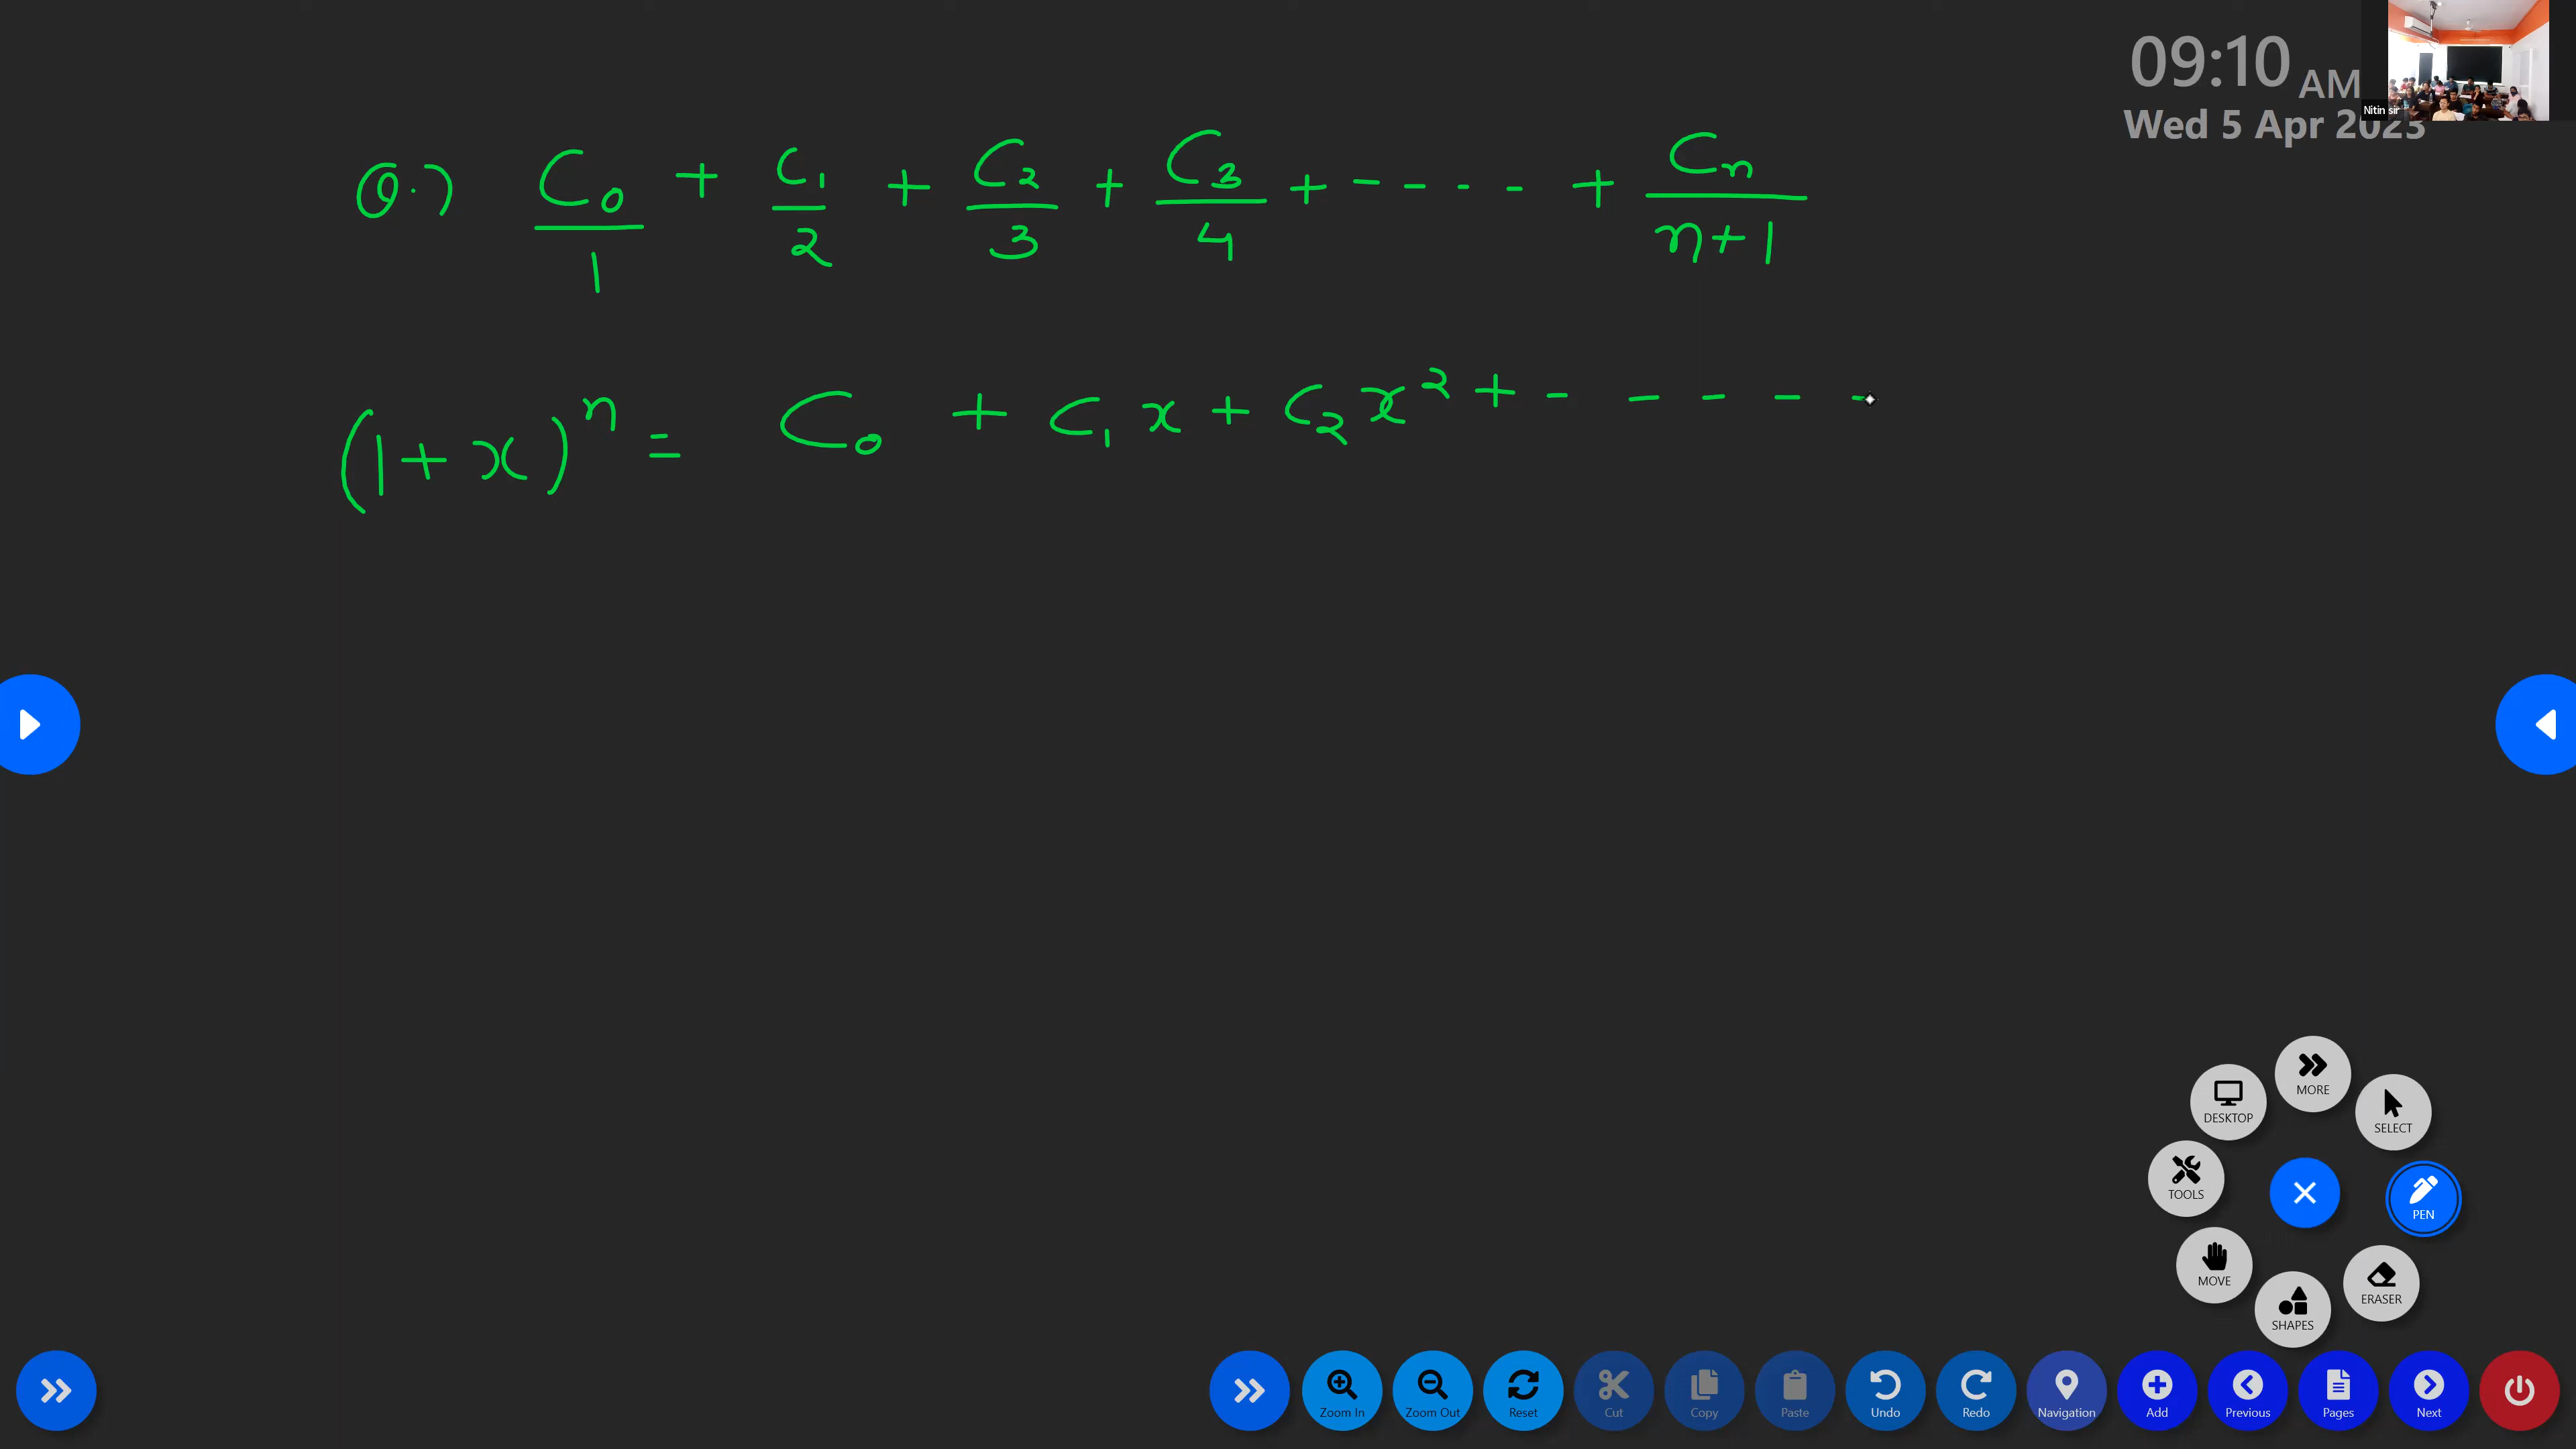 09:10 AM
Nitin sir
Wed 5 Apr 2023
Q.) C₀/1 + C₁/2 + C₂/3 + C₃/4 + ---- + Cₙ/n+1
(1+x)ⁿ = C₀ + C₁x + C₂x² + - - - - -
MORE
DESKTOP
SELECT
TOOLS
PEN
MOVE
ERASER
SHAPES
Zoom In Zoom Out Reset Cut Copy Paste Undo Redo Navigation Add Previous Pages Next